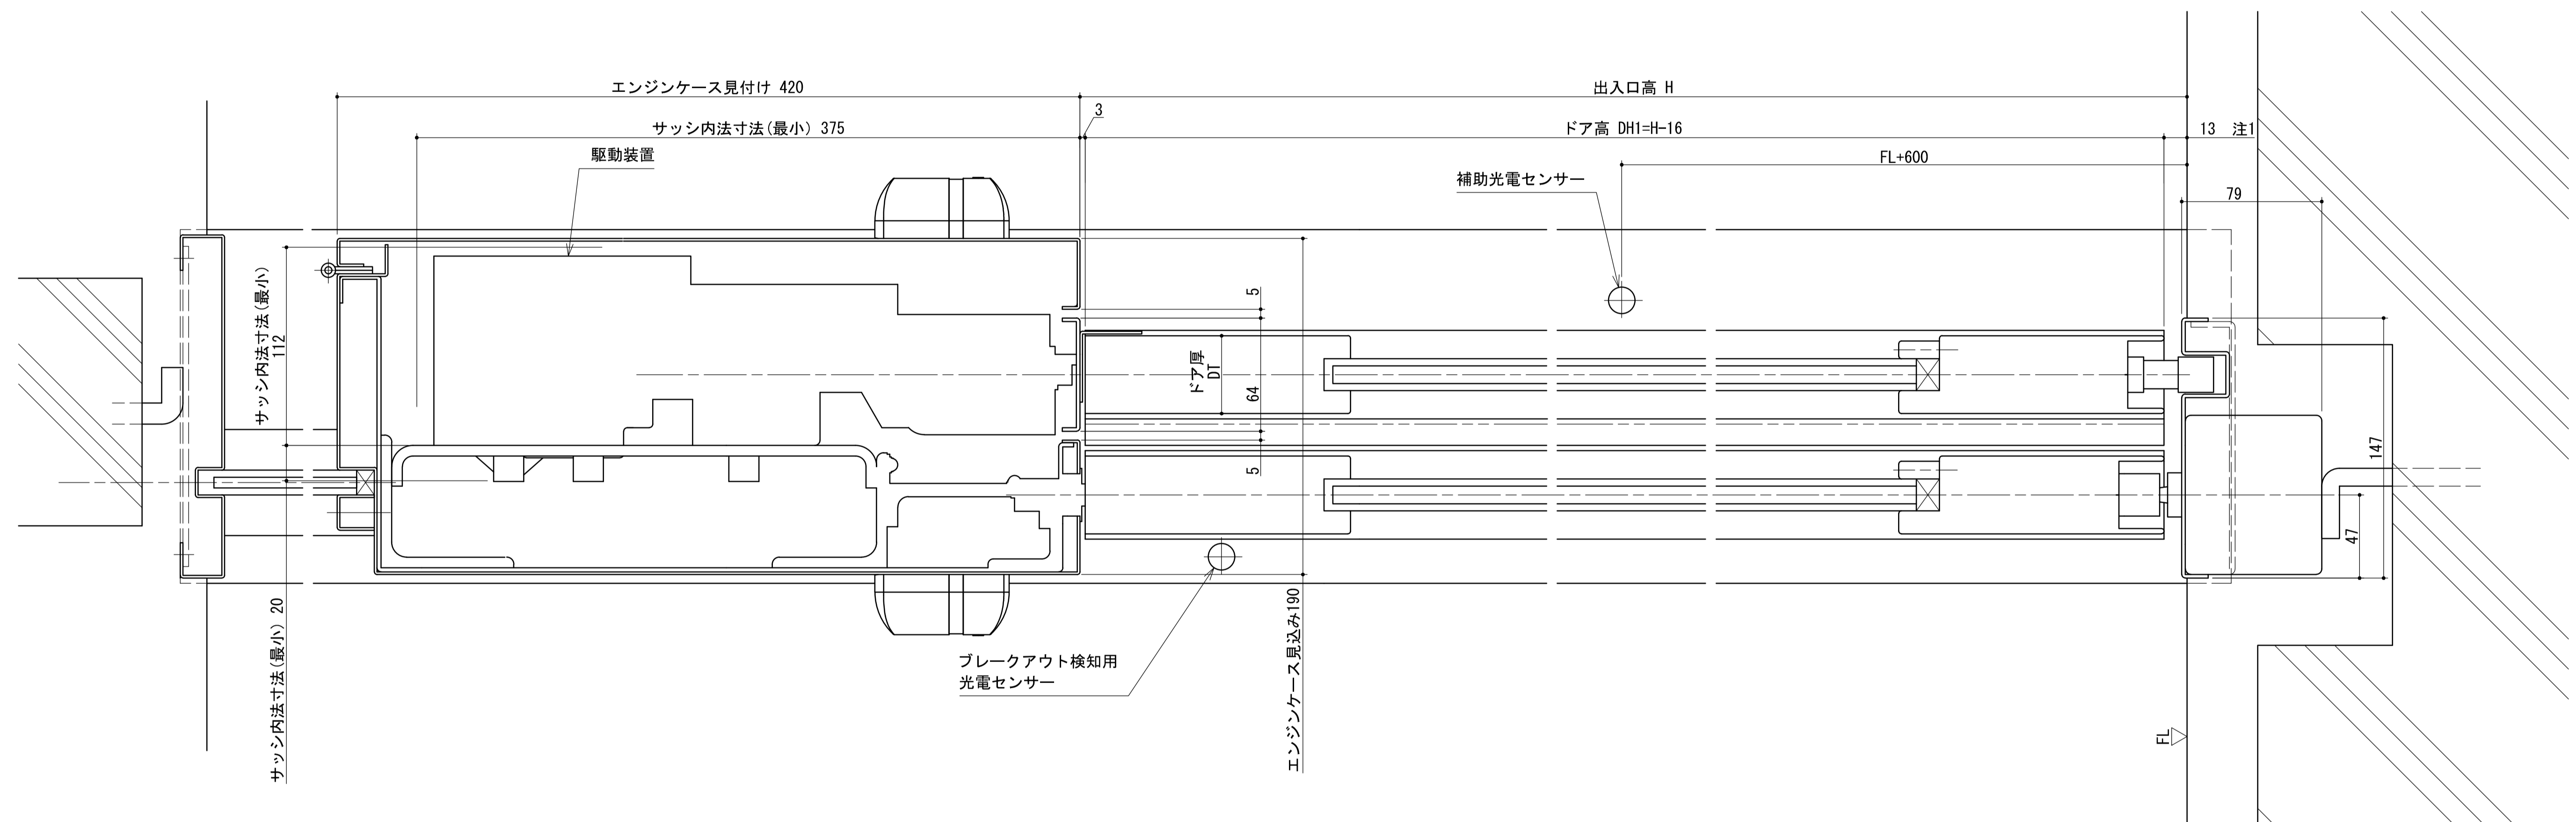 エンジンケース見付け 420
出入口高 H
3
サッシ内法寸法(最小) 375
ドア高 DH1=H-16
13 注1
駆動装置
FL+600
補助光電センサー
79
サッシ内法寸法(最小)
112
5
ドア厚
DT
64
5
147
47
サッシ内法寸法(最小) 20
エンジンケース見込み190
ブレークアウト検知用
光電センサー
FL